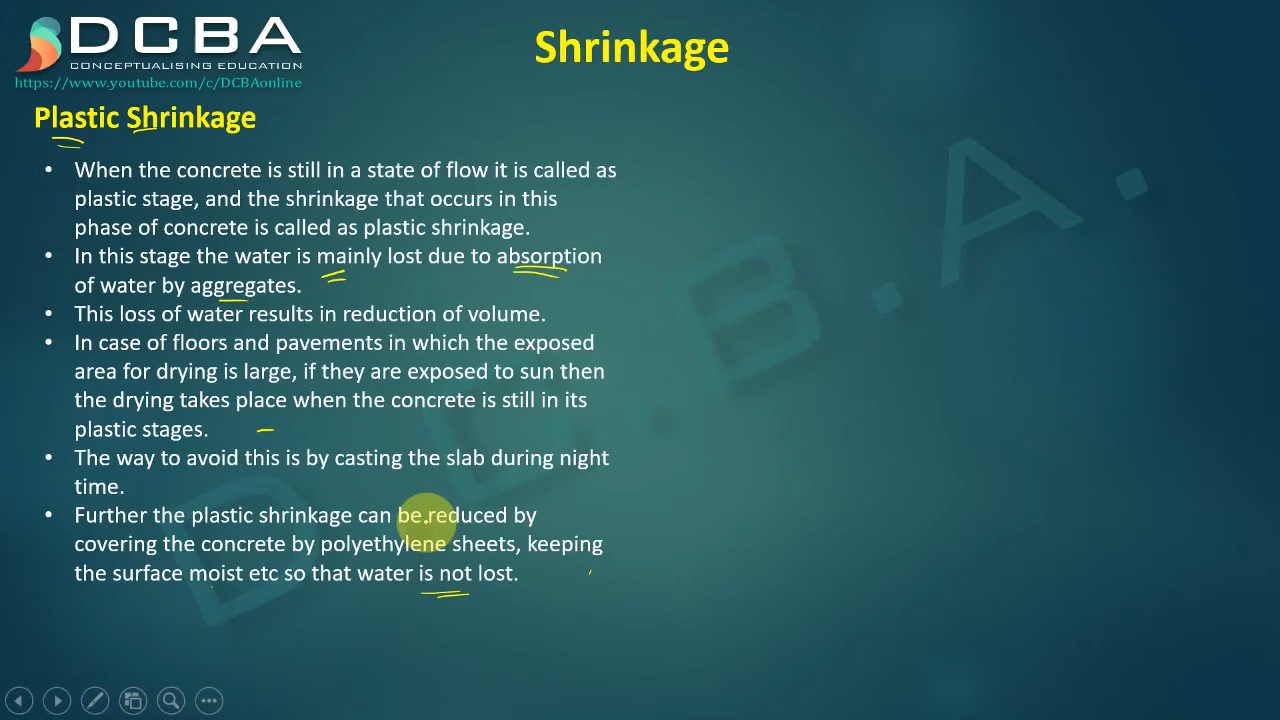 DCBA
CONCEPTUALISING EDUCATION
https://www.youtube.com/c/DCBAonline
Shrinkage
Plastic Shrinkage
• When the concrete is still in a state of flow it is called as
plastic stage, and the shrinkage that occurs in this
phase of concrete is called as plastic shrinkage.
• In this stage the water is mainly lost due to absorption
of water by aggregates.
• This loss of water results in reduction of volume.
• In case of floors and pavements in which the exposed
area for drying is large, if they are exposed to sun then
the drying takes place when the concrete is still in its
plastic stages.
• The way to avoid this is by casting the slab during night
time.
• Further the plastic shrinkage can be reduced by
covering the concrete by polyethylene sheets, keeping
the surface moist etc so that water is not lost.
D.C.B.A.